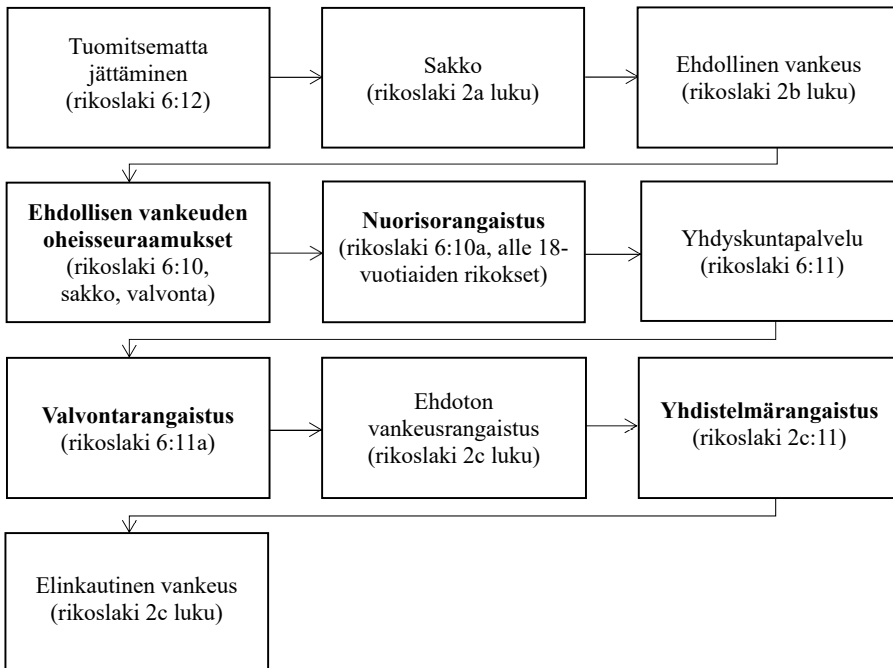 Tuomitsematta
jättäminen
(rikoslaki 6:12)
Sakko
(rikoslaki 2a luku)
Ehdollinen vankeus
(rikoslaki 2b luku)
Ehdollisen vankeuden
oheisseuraamukset
(rikoslaki 6:10,
sakko, valvonta)
Nuorisorangaistus
(rikoslaki 6:10a, alle 18-
vuotiaiden rikokset)
Yhdyskuntapalvelu
(rikoslaki 6:11)
Valvontarangaistus
(rikoslaki 6:11a)
Ehdoton
vankeusrangaistus
(rikoslaki 2c luku)
Yhdistelmärangaistus
(rikoslaki 2c:11)
Elinkautinen vankeus
(rikoslaki 2c luku)